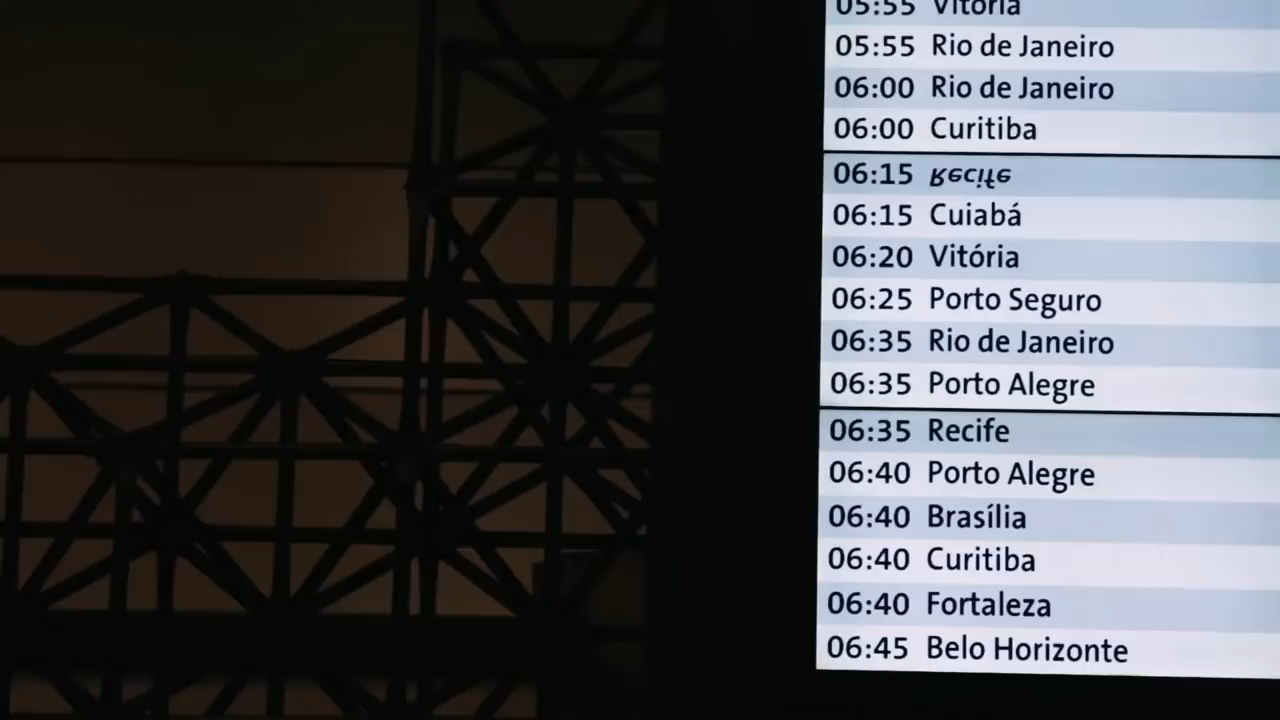 05:55 Vitória
05:55 Rio de Janeiro
06:00 Rio de Janeiro
06:00 Curitiba
06:15 Recife
06:15 Cuiabá
06:20 Vitória
06:25 Porto Seguro
06:35 Rio de Janeiro
06:35 Porto Alegre
06:35 Recife
06:40 Porto Alegre
06:40 Brasília
06:40 Curitiba
06:40 Fortaleza
06:45 Belo Horizonte